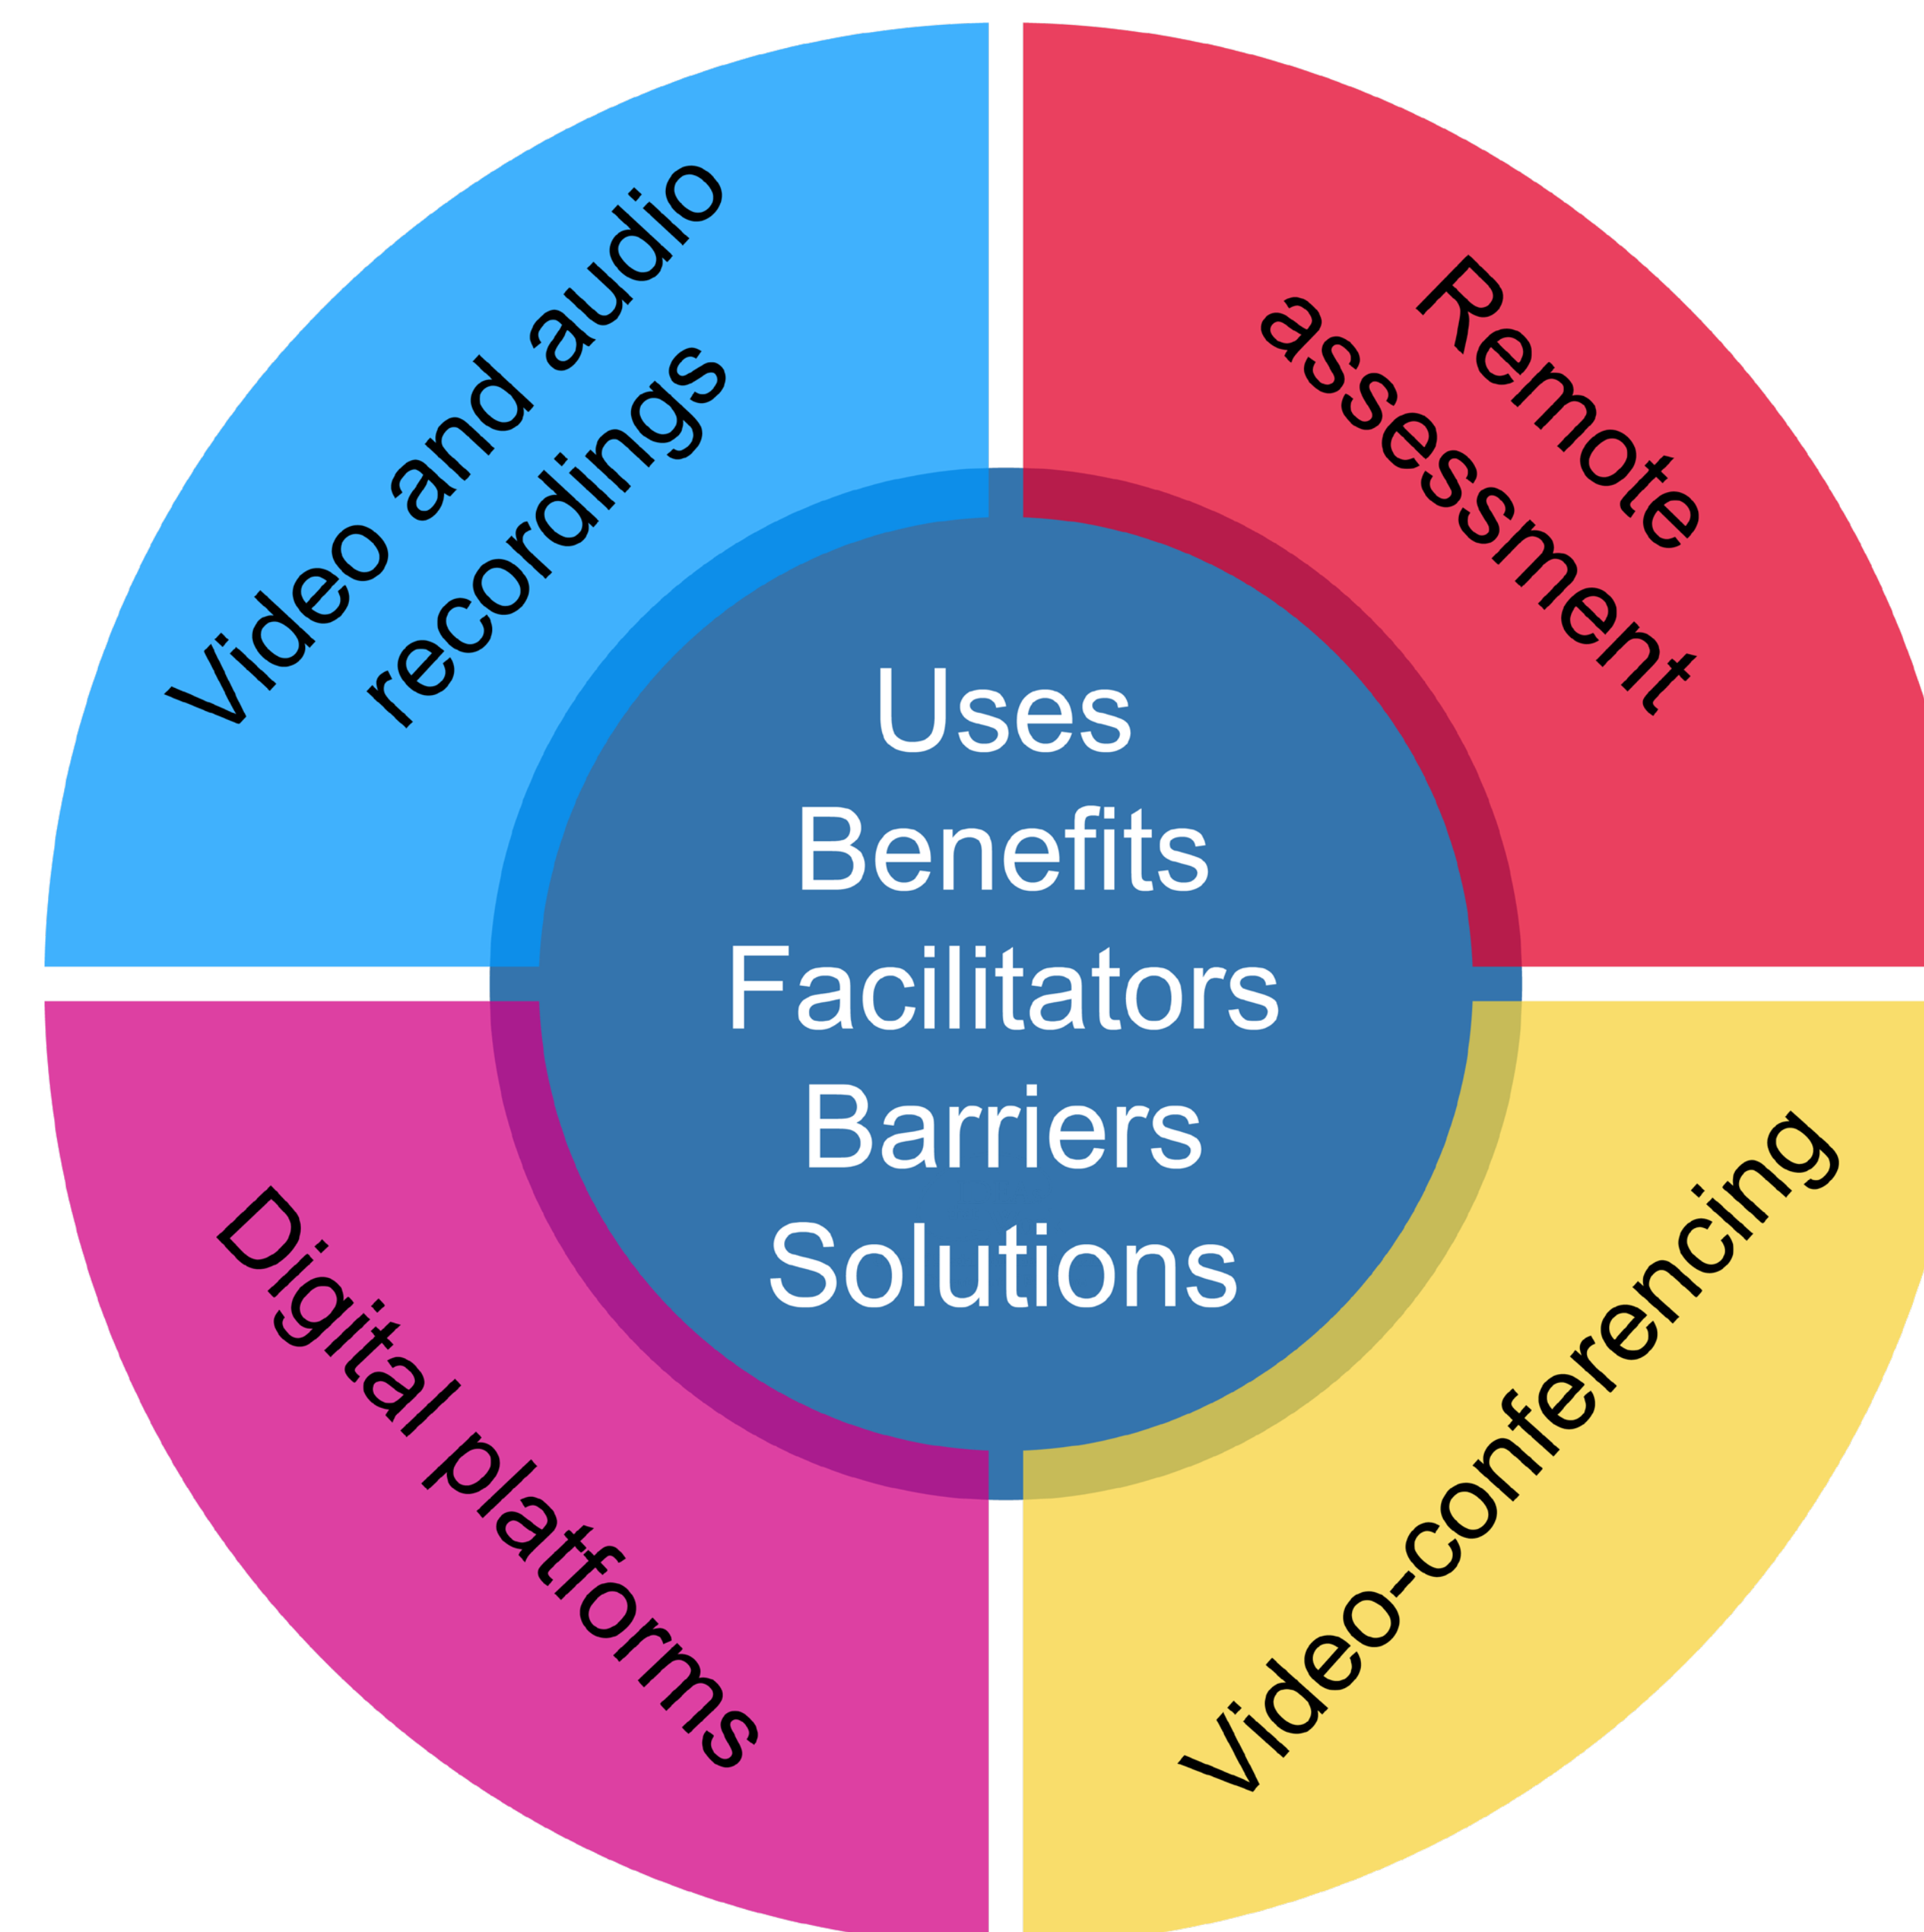 Video and audio
recordings
Remote
assessment
Uses
Benefits
Facilitators
Barriers
Solutions
Digital platforms
Video-conferencing